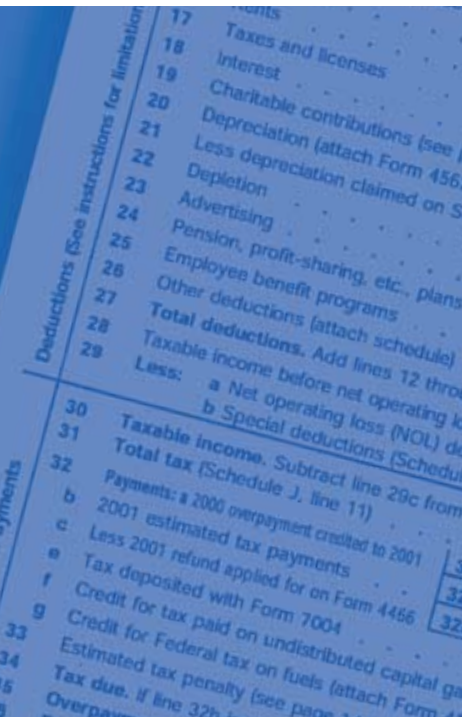 Deductions (See instructions for limitation
ents
17 Taxes and licenses
18 Interest
19 Charitable contributions (see
20 Depreciation (attach Form 456
21 Less depreciation claimed on S
22 Depletion
23 Advertising
24 Pension, profit-sharing, etc., plans
25 Employee benefit programs
26 Other deductions (attach schedule)
27 Total deductions. Add lines 12 thro
28 Taxable income before net operating lo
29 Less: a Net operating loss (NOL) de
b Special deductions (Schedul
yments
30 Taxable income. Subtract line 29c from
31 Total tax (Schedule J, line 11)
32 Payments: a 2000 overpayment credited to 2001
b 2001 estimated tax payments
c Less 2001 refund applied for on Form 4466
e Tax deposited with Form 7004
f Credit for tax paid on undistributed capital ga
g Credit for Federal tax on fuels (attach Form
33 Estimated tax penalty (see page
34 Tax due. If line 32h
Overpay